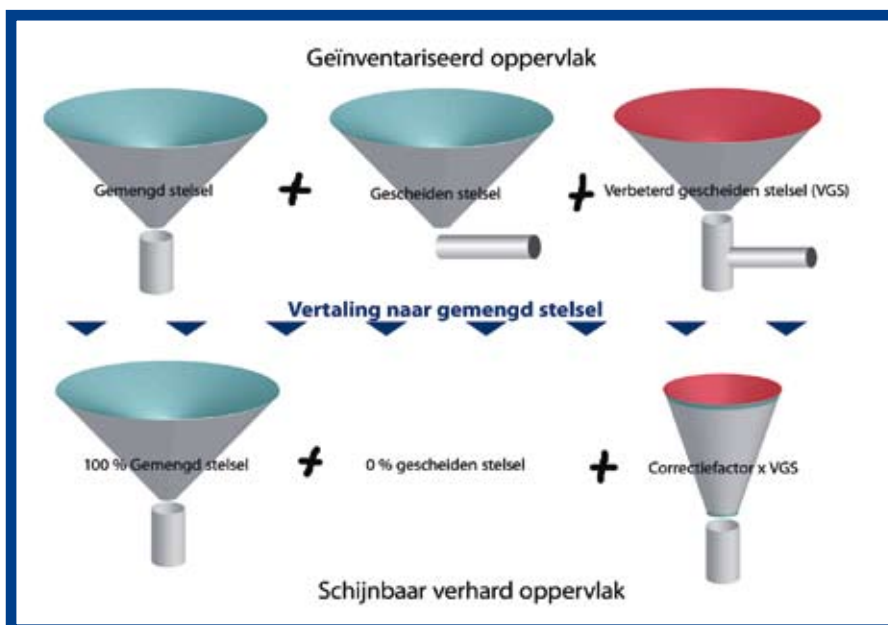 Geïnventariseerd oppervlak
Gemengd stelsel + Gescheiden stelsel + Verbeterd gescheiden stelsel (VGS)
Vertaling naar gemengd stelsel
100 % Gemengd stelsel + 0 % gescheiden stelsel + Correctiefactor x VGS
Schijnbaar verhard oppervlak